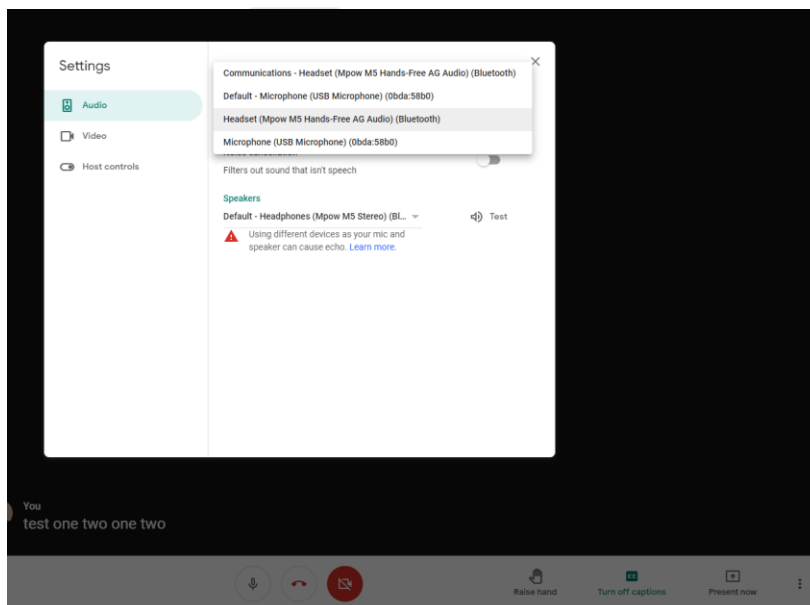 Settings
Audio
Video
Host controls
Communications - Headset (Mpow M5 Hands-Free AG Audio) (Bluetooth)
Default - Microphone (USB Microphone) (0bda:58b0)
Headset (Mpow M5 Hands-Free AG Audio) (Bluetooth)
Microphone (USB Microphone) (0bda:58b0)
Filters out sound that isn't speech
Speakers
Default - Headphones (Mpow M5 Stereo) (Bl...
Test
Using different devices as your mic and
speaker can cause echo. Learn more.
You
test one two one two
Raise hand
Turn off captions
Present now